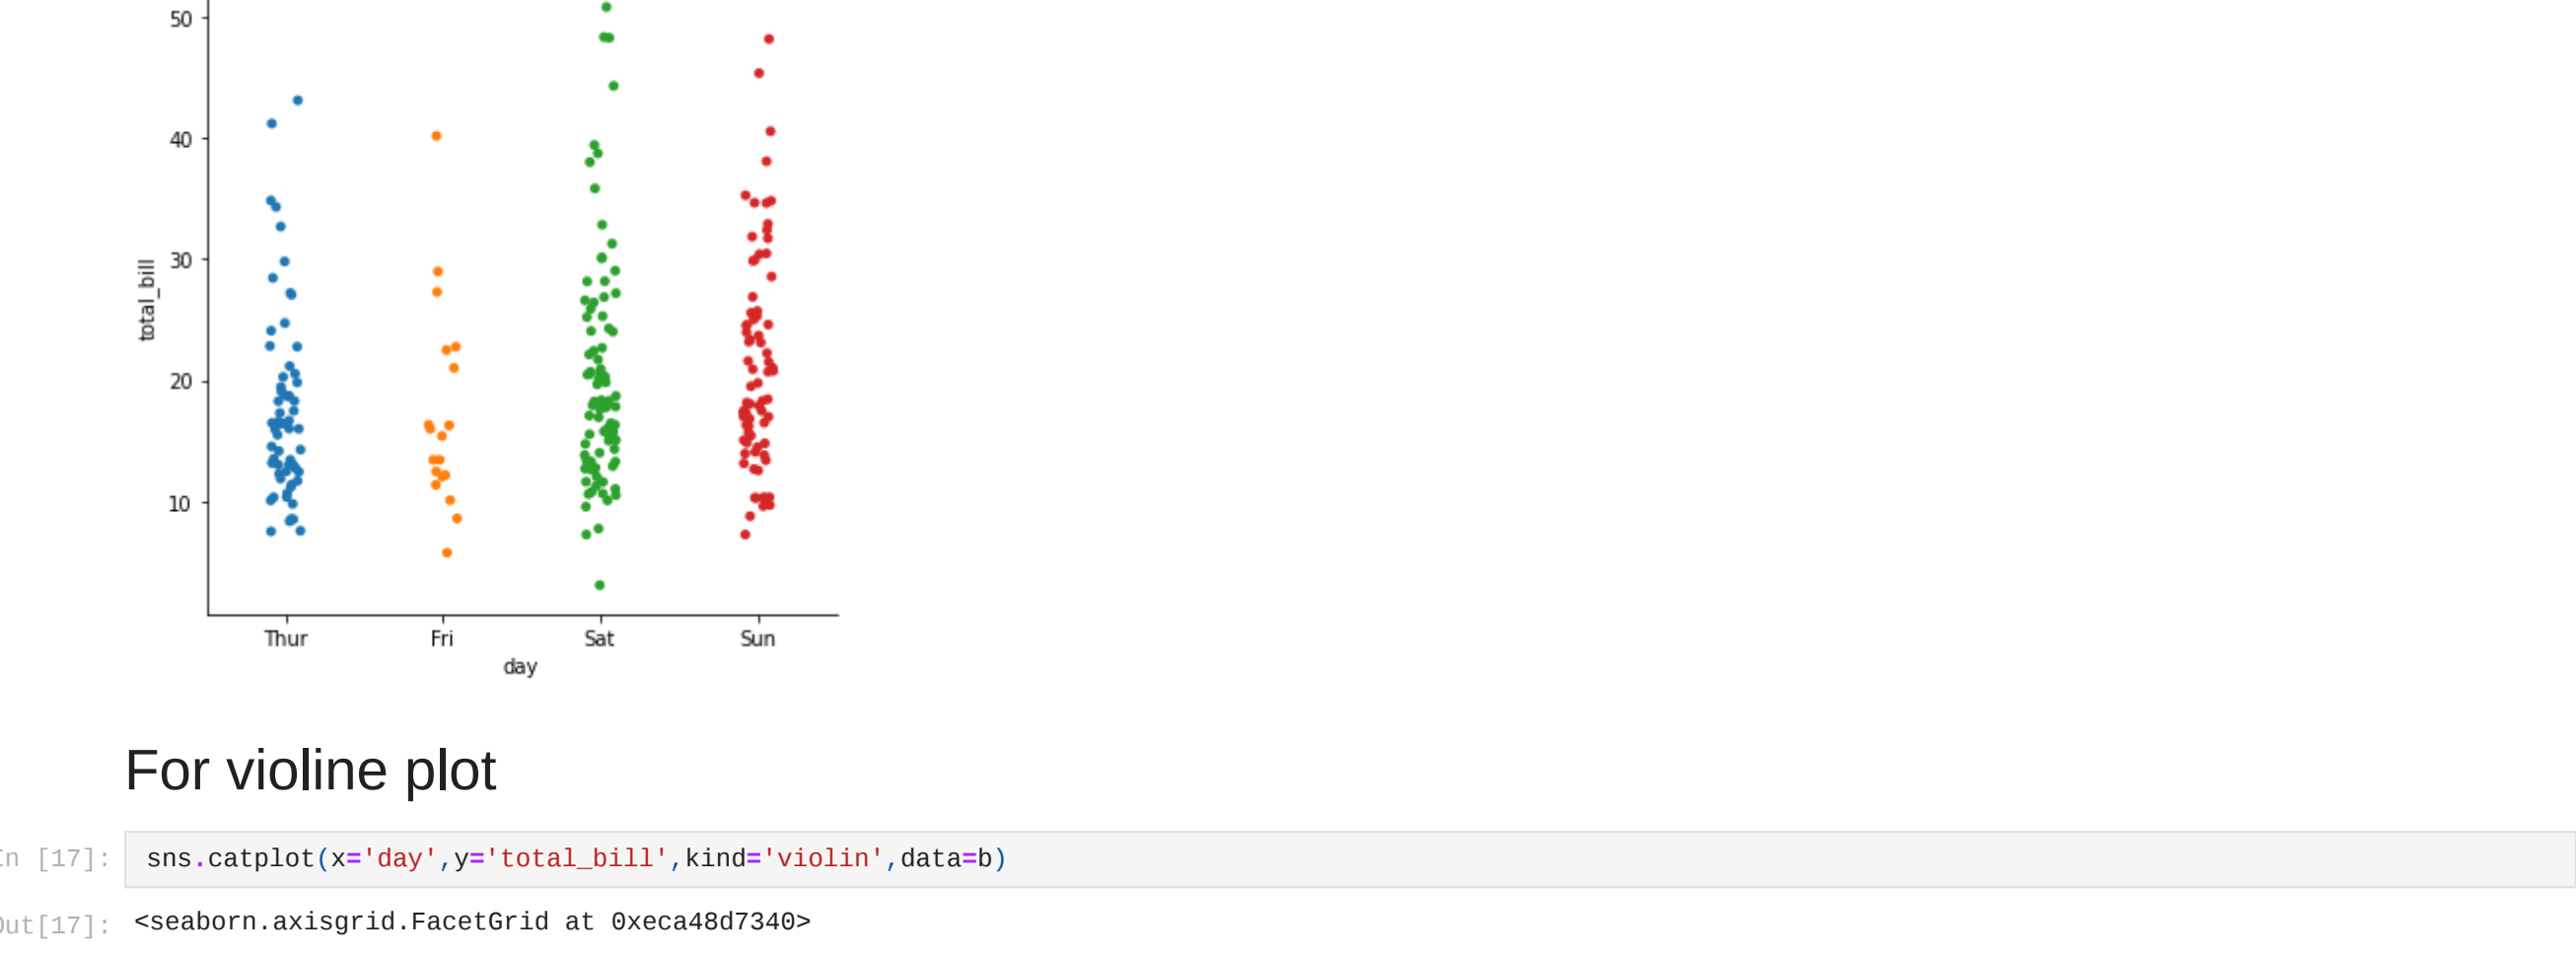 50
40
30
20
10
total_bill
Thur Fri Sat Sun
day
For violine plot
In [17]: sns.catplot(x='day',y='total_bill',kind='violin',data=b)
Out[17]: <seaborn.axisgrid.FacetGrid at 0xeca48d7340>